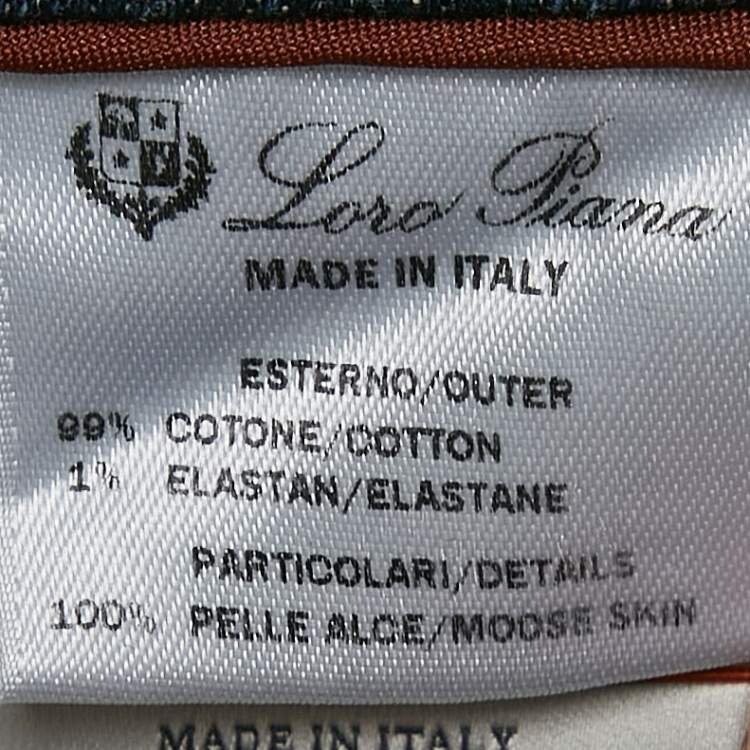 Loro Piana
MADE IN ITALY
ESTERNO/OUTER
99% COTONE/COTTON
1% ELASTAN/ELASTANE
PARTICOLARI/DETAILS
100% PELLE ALCE/MOOSE SKIN
MADE IN ITALY